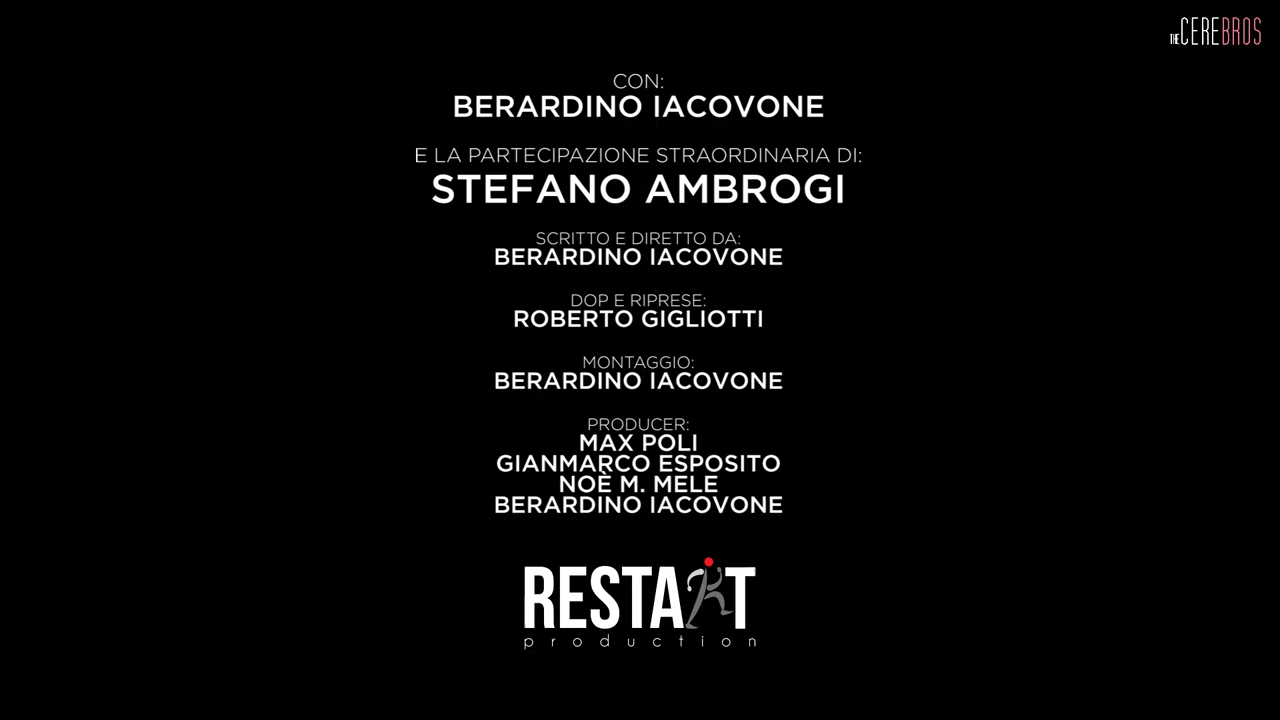 THE CEREBROS
CON:
BERARDINO IACOVONE
E LA PARTECIPAZIONE STRAORDINARIA DI:
STEFANO AMBROGI
SCRITTO E DIRETTO DA:
BERARDINO IACOVONE
DOP E RIPRESE:
ROBERTO GIGLIOTTI
MONTAGGIO:
BERARDINO IACOVONE
PRODUCER:
MAX POLI
GIANMARCO ESPOSITO
NOÈ M. MELE
BERARDINO IACOVONE
RESTART
production